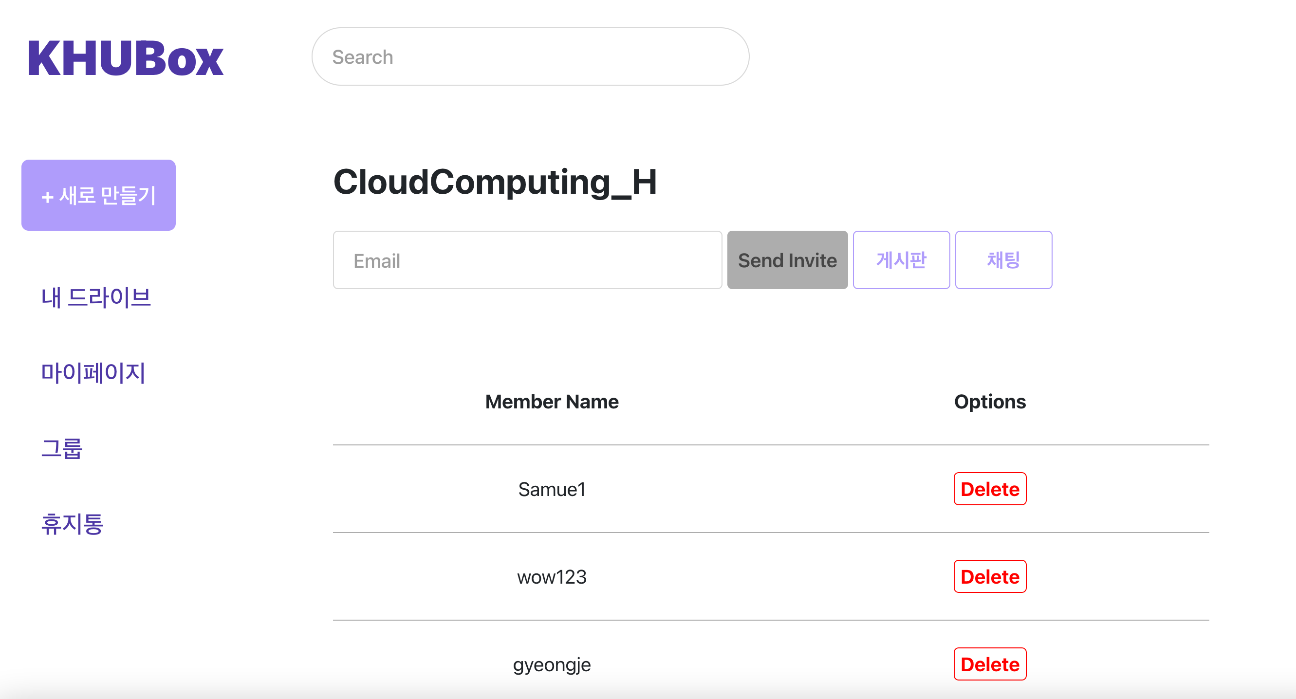 KHUBox
Search
+ 새로 만들기
내 드라이브
마이페이지
그룹
휴지통
CloudComputing_H
Email Send Invite 게시판 채팅
Member Name Options
Samue1 Delete
wow123 Delete
gyeongje Delete